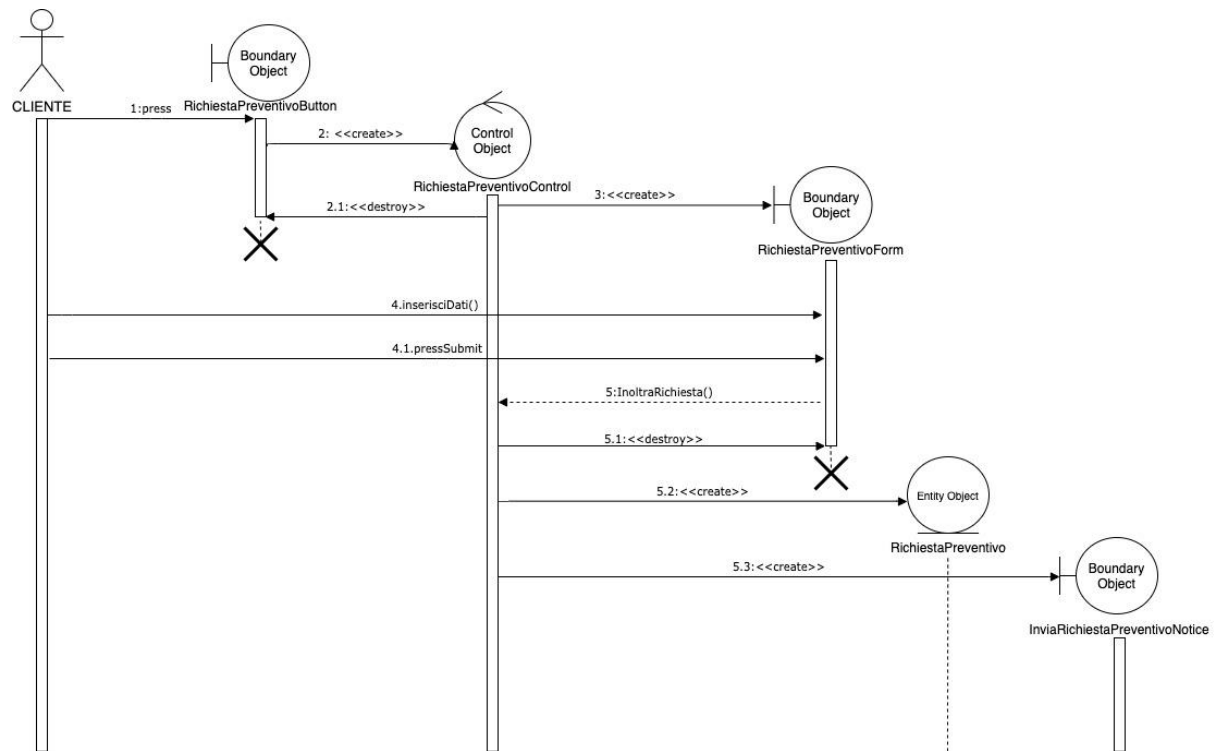 Boundary
Object
CLIENTE
1:press
RichiestaPreventivoButton
2: <<create>>
Control
Object
RichiestaPreventivoControl
2.1:<<destroy>>
3:<<create>>
Boundary
Object
RichiestaPreventivoForm
4.inserisciDati()
4.1.pressSubmit
5:InoltraRichiesta()
5.1:<<destroy>>
5.2:<<create>>
Entity Object
RichiestaPreventivo
5.3:<<create>>
Boundary
Object
InviaRichiestaPreventivoNotice